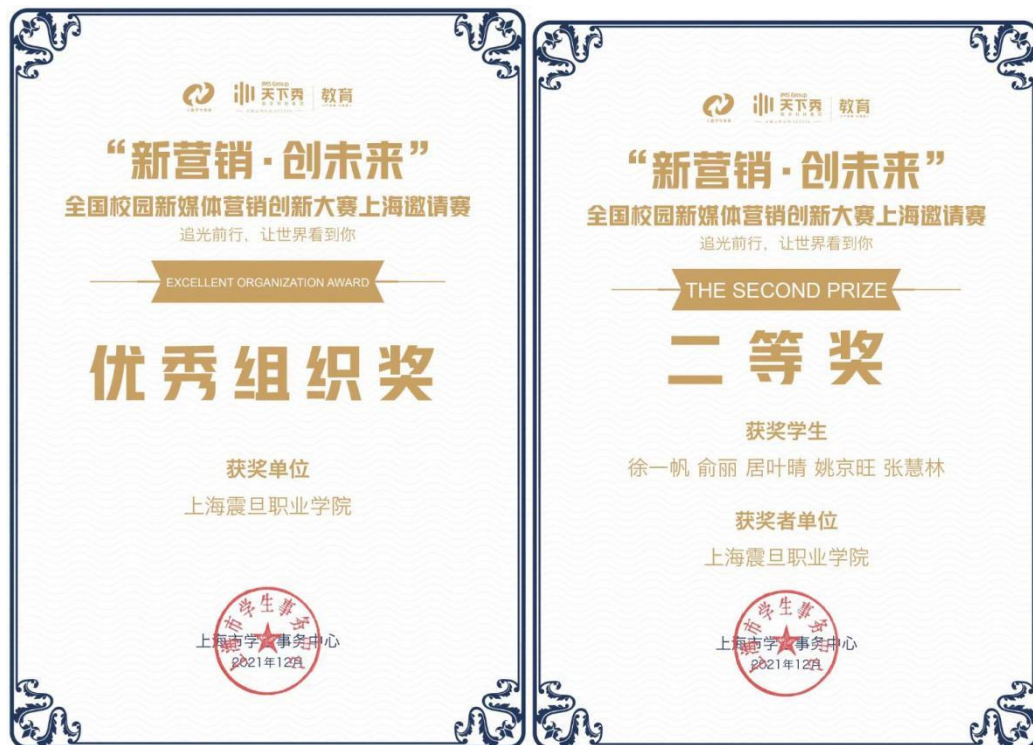 IMS Group
天下秀
教育
“新营销·创未来”
全国校园新媒体营销创新大赛上海邀请赛
追光前行，让世界看到你
EXCELLENT ORGANIZATION AWARD
优秀组织奖
获奖单位
上海震旦职业学院
上海市学生事务中心
2021年12月
IMS Group
天下秀
教育
“新营销·创未来”
全国校园新媒体营销创新大赛上海邀请赛
追光前行，让世界看到你
THE SECOND PRIZE
二等奖
获奖学生
徐一帆 俞丽 居叶晴 姚京旺 张慧林
获奖者单位
上海震旦职业学院
上海市学生事务中心
2021年12月